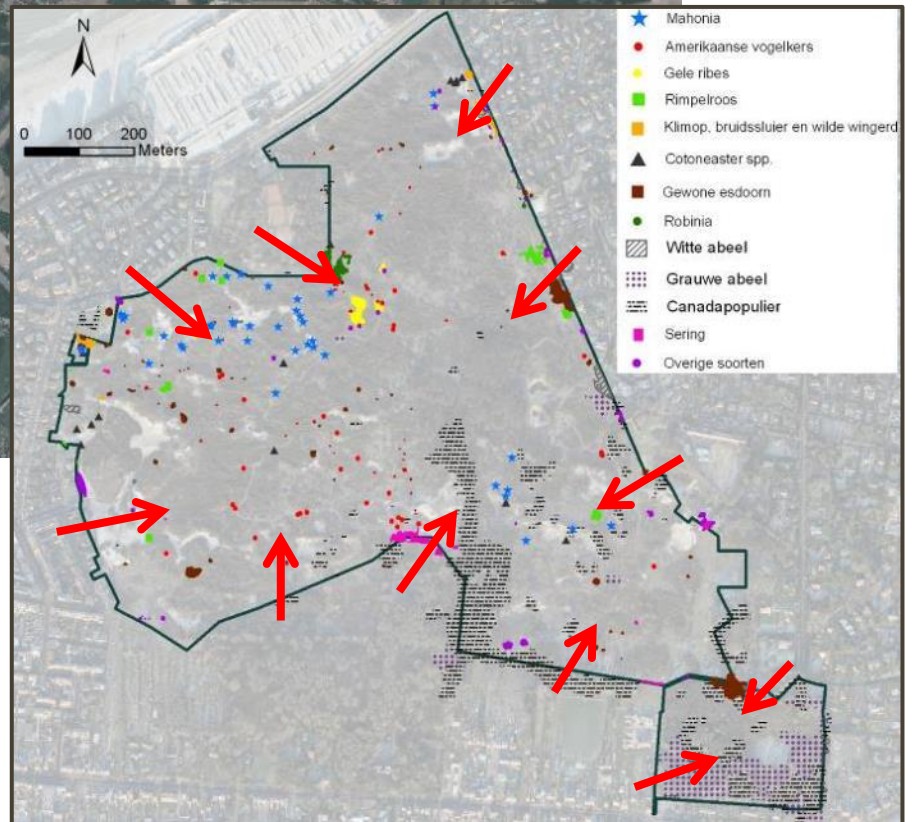 N
0 100 200
Meters
Mahonia
Amerikaanse vogelkers
Gele ribes
Rimpelroos
Klimop, bruidssluier en wilde wingerd
Cotoneaster spp.
Gewone esdoorn
Robinia
Witte abeel
Grauwe abeel
Canadapopulier
Sering
Overige soorten